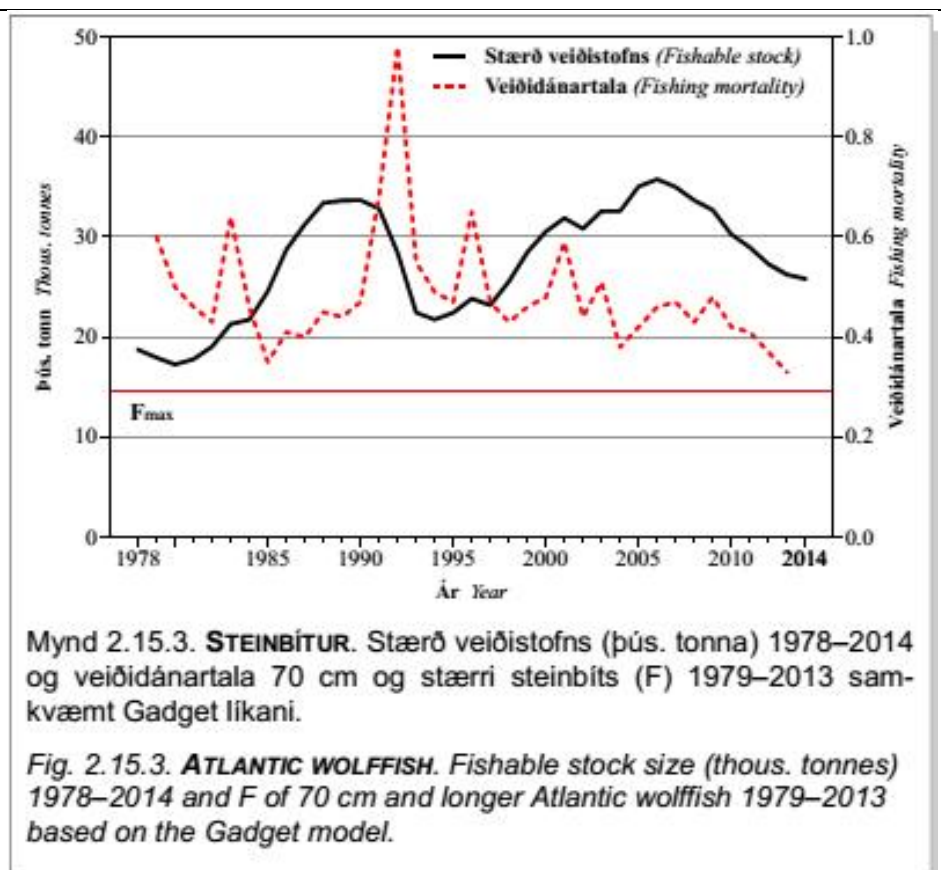 Stærð veiðistofns (Fishable stock)
Veiðidánartala (Fishing mortality)
50
40
30
20
10
0
Þús. tonn Thous. tonnes
1.0
0.8
0.6
0.4
0.2
0.0
Veiðidánartala Fishing mortality
Fmax
1978 1985 1990 1995 2000 2005 2010 2014
Ár Year
Mynd 2.15.3. STEINBÍTUR. Stærð veiðistofns (þús. tonna) 1978–2014
og veiðidánartala 70 cm og stærri steinbíts (F) 1979–2013 sam-
kvæmt Gadget líkani.
Fig. 2.15.3. ATLANTIC WOLFFISH. Fishable stock size (thous. tonnes)
1978–2014 and F of 70 cm and longer Atlantic wolffish 1979–2013
based on the Gadget model.